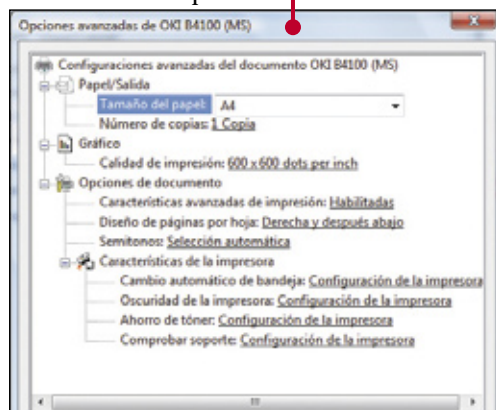 Opciones avanzadas de OKI B4100 (MS)
Configuraciones avanzadas del documento OKI B4100 (MS)
Papel/Salida
Tamaño del papel: A4
Número de copias: 1 Copia
Gráfico
Calidad de impresión: 600 x 600 dots per inch
Opciones de documento
Características avanzadas de impresión: Habilitadas
Diseño de páginas por hoja: Derecha y después abajo
Semitonos: Selección automática
Características de la impresora
Cambio automático de bandeja: Configuración de la impresora
Oscuridad de la impresora: Configuración de la impresora
Ahorro de tóner: Configuración de la impresora
Comprobar soporte: Configuración de la impresora